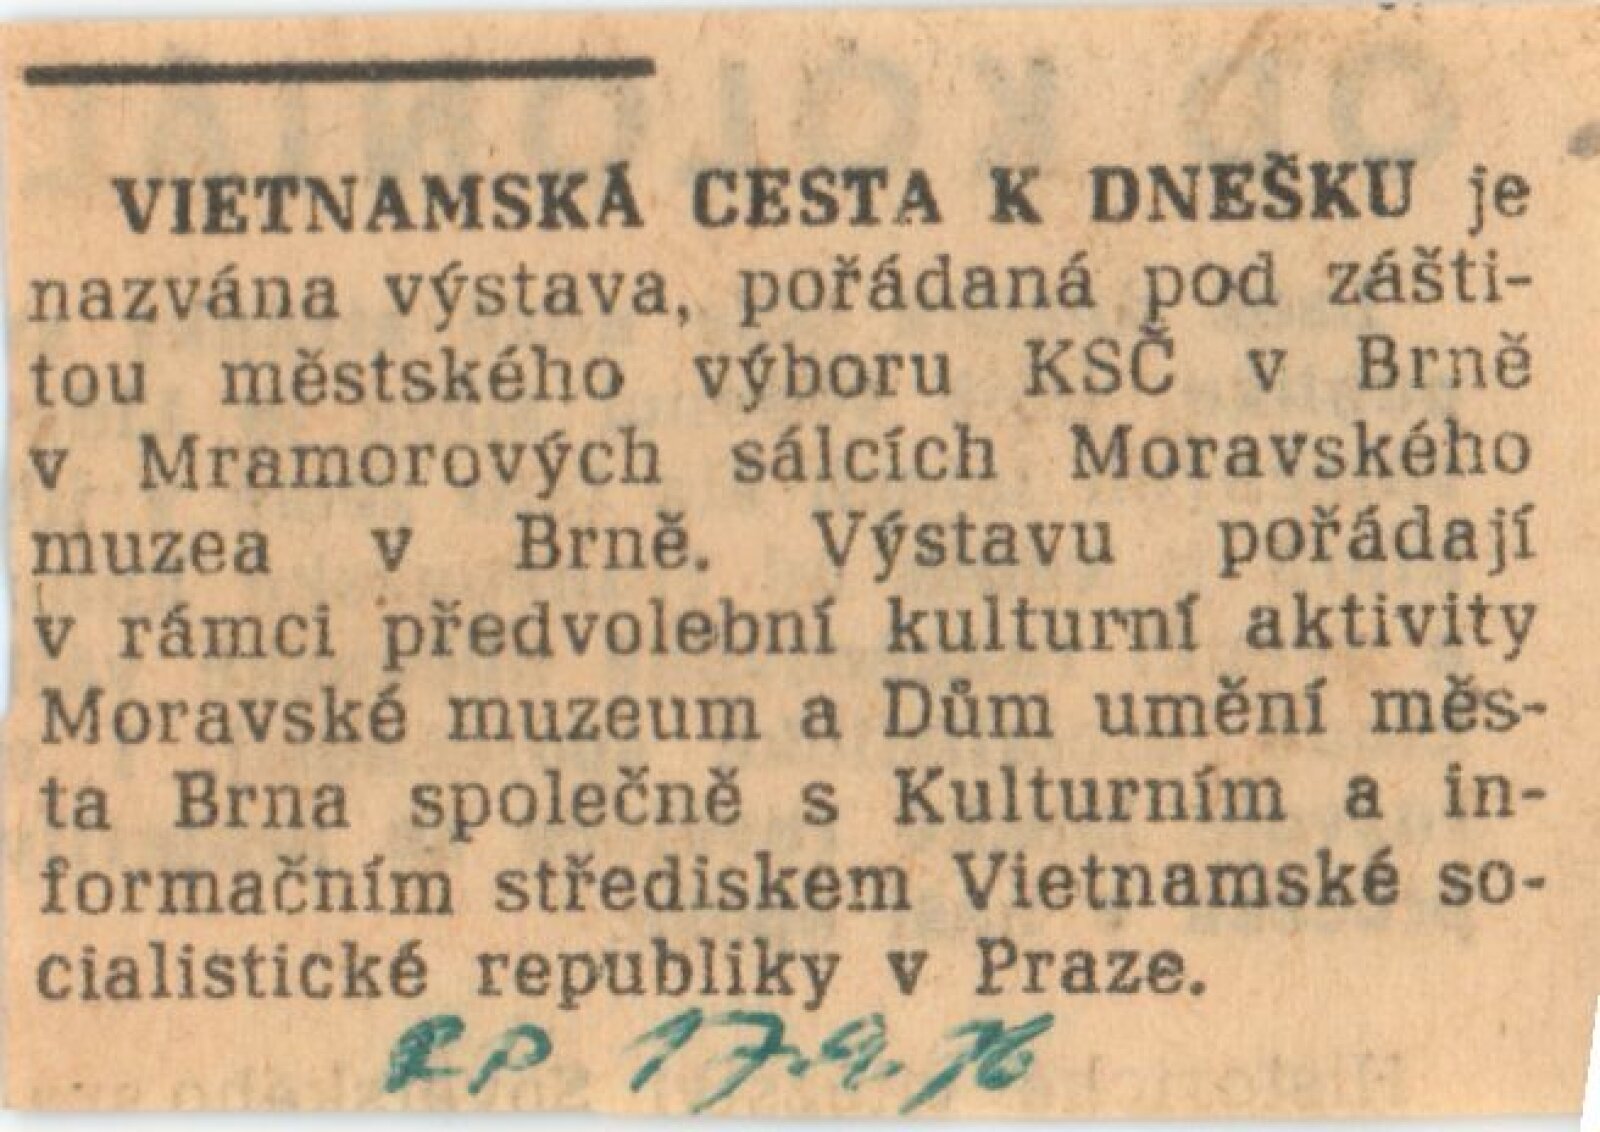 VIETNAMSKÁ CESTA K DNEŠKU je
nazvána výstava, pořádaná pod zášti-
tou městského výboru KSČ v Brně
v Mramorových sálcích Moravského
muzea v Brně. Výstavu pořádají
v rámci předvolební kulturní aktivity
Moravské muzeum a Dům umění měs-
ta Brna společně s Kulturním a in-
formačním střediskem Vietnamské so-
cialistické republiky v Praze.
RP 17.9.76